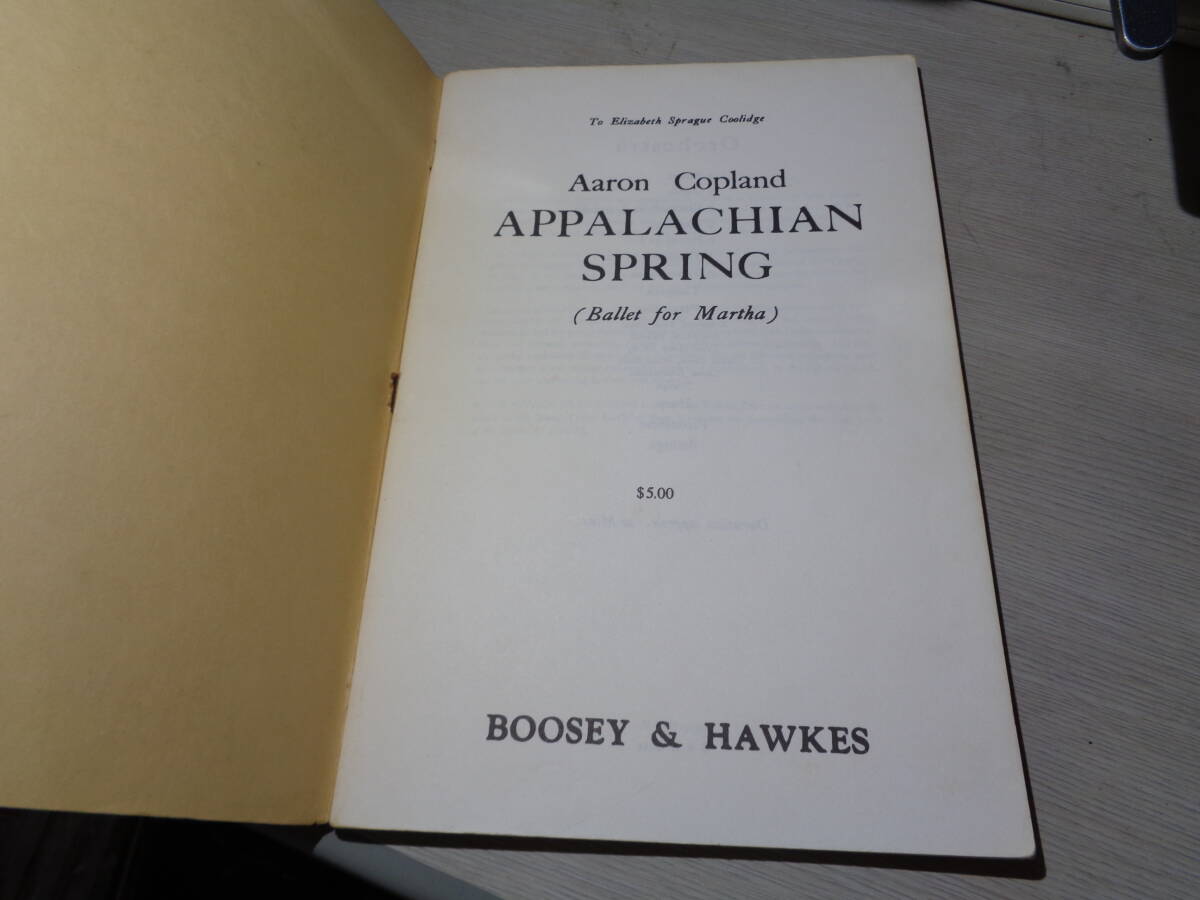 To Elizabeth Sprague Coolidge
Aaron Copland
APPALACHIAN
SPRING
(Ballet for Martha)
$5.00
BOOSEY & HAWKES